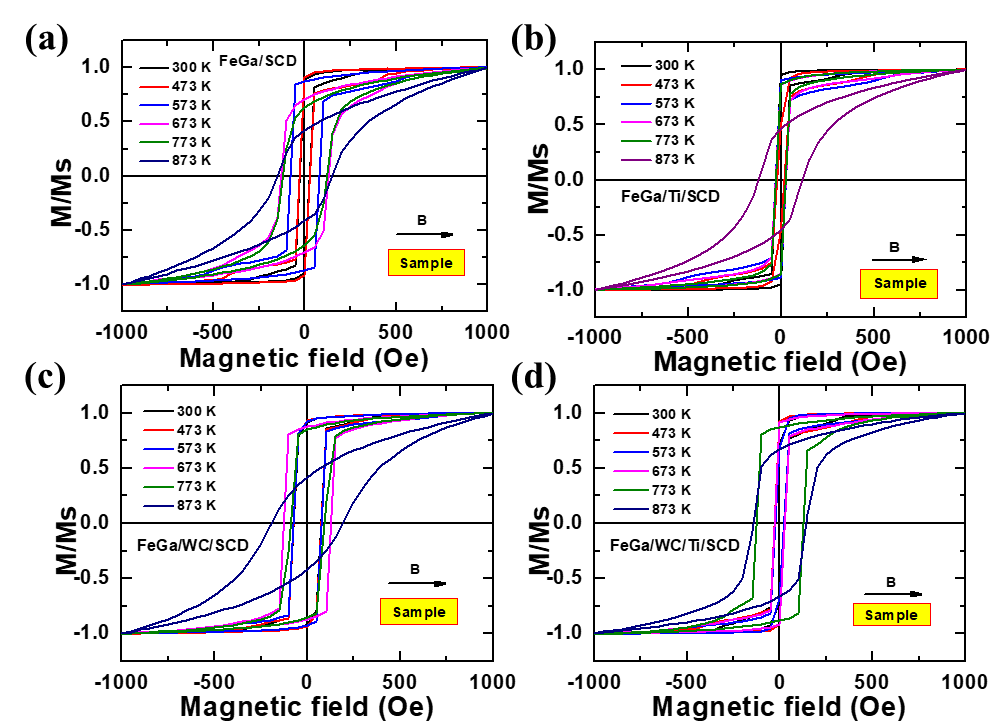 (a)
M/Ms
1.0
0.5
0.0
-0.5
-1.0
FeGa/SCD
300 K
473 K
573 K
673 K
773 K
873 K
B
Sample
-1000 -500 0 500 1000
Magnetic field (Oe)
(b)
M/Ms
1.0
0.5
0.0
-0.5
-1.0
300 K
473 K
573 K
673 K
773 K
873 K
FeGa/Ti/SCD
B
Sample
-1000 -500 0 500 1000
Magnetic field (Oe)
(c)
M/Ms
1.0
0.5
0.0
-0.5
-1.0
300 K
473 K
573 K
673 K
773 K
873 K
FeGa/WC/SCD
B
Sample
-1000 -500 0 500 1000
Magnetic field (Oe)
(d)
M/Ms
1.0
0.5
0.0
-0.5
-1.0
300 K
473 K
573 K
673 K
773 K
873 K
FeGa/WC/Ti/SCD
B
Sample
-1000 -500 0 500 1000
Magnetic field (Oe)